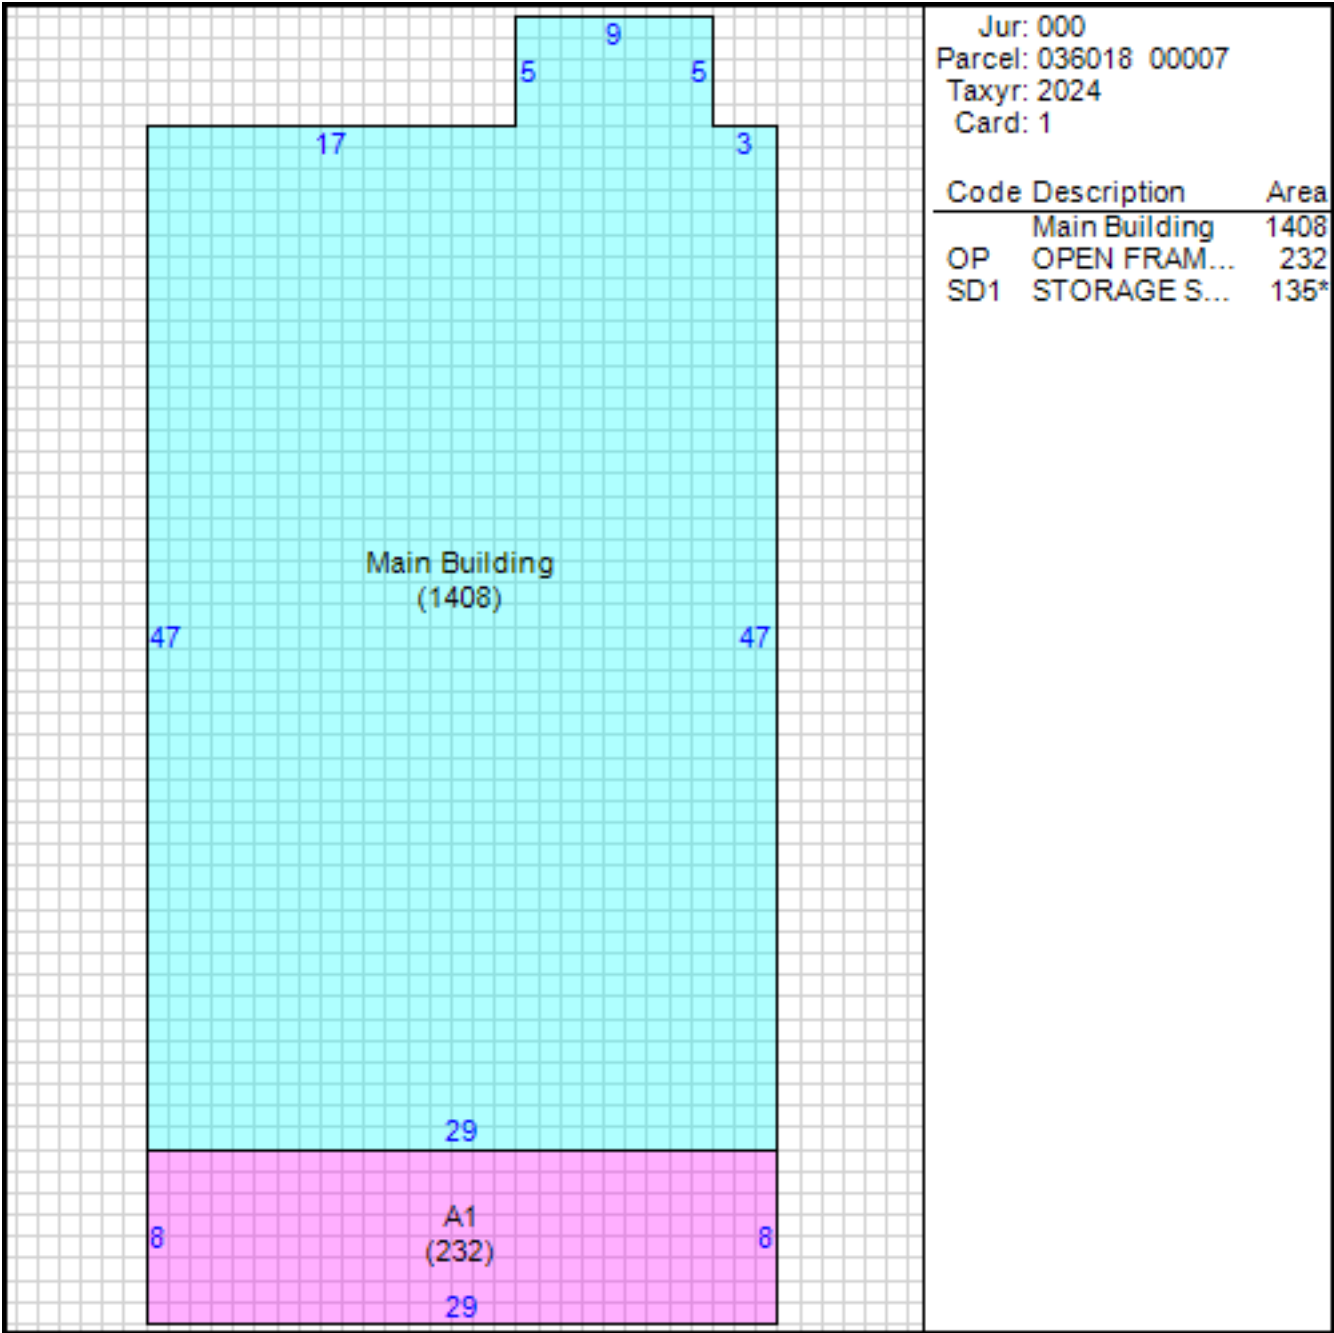 9
5 5
17 3
Main Building
(1408)
47 47
29
A1
(232)
8 8
29
Jur: 000
Parcel: 036018 00007
Taxyr: 2024
Card: 1
Code Description Area
Main Building 1408
OP OPEN FRAM... 232
SD1 STORAGE S... 135*